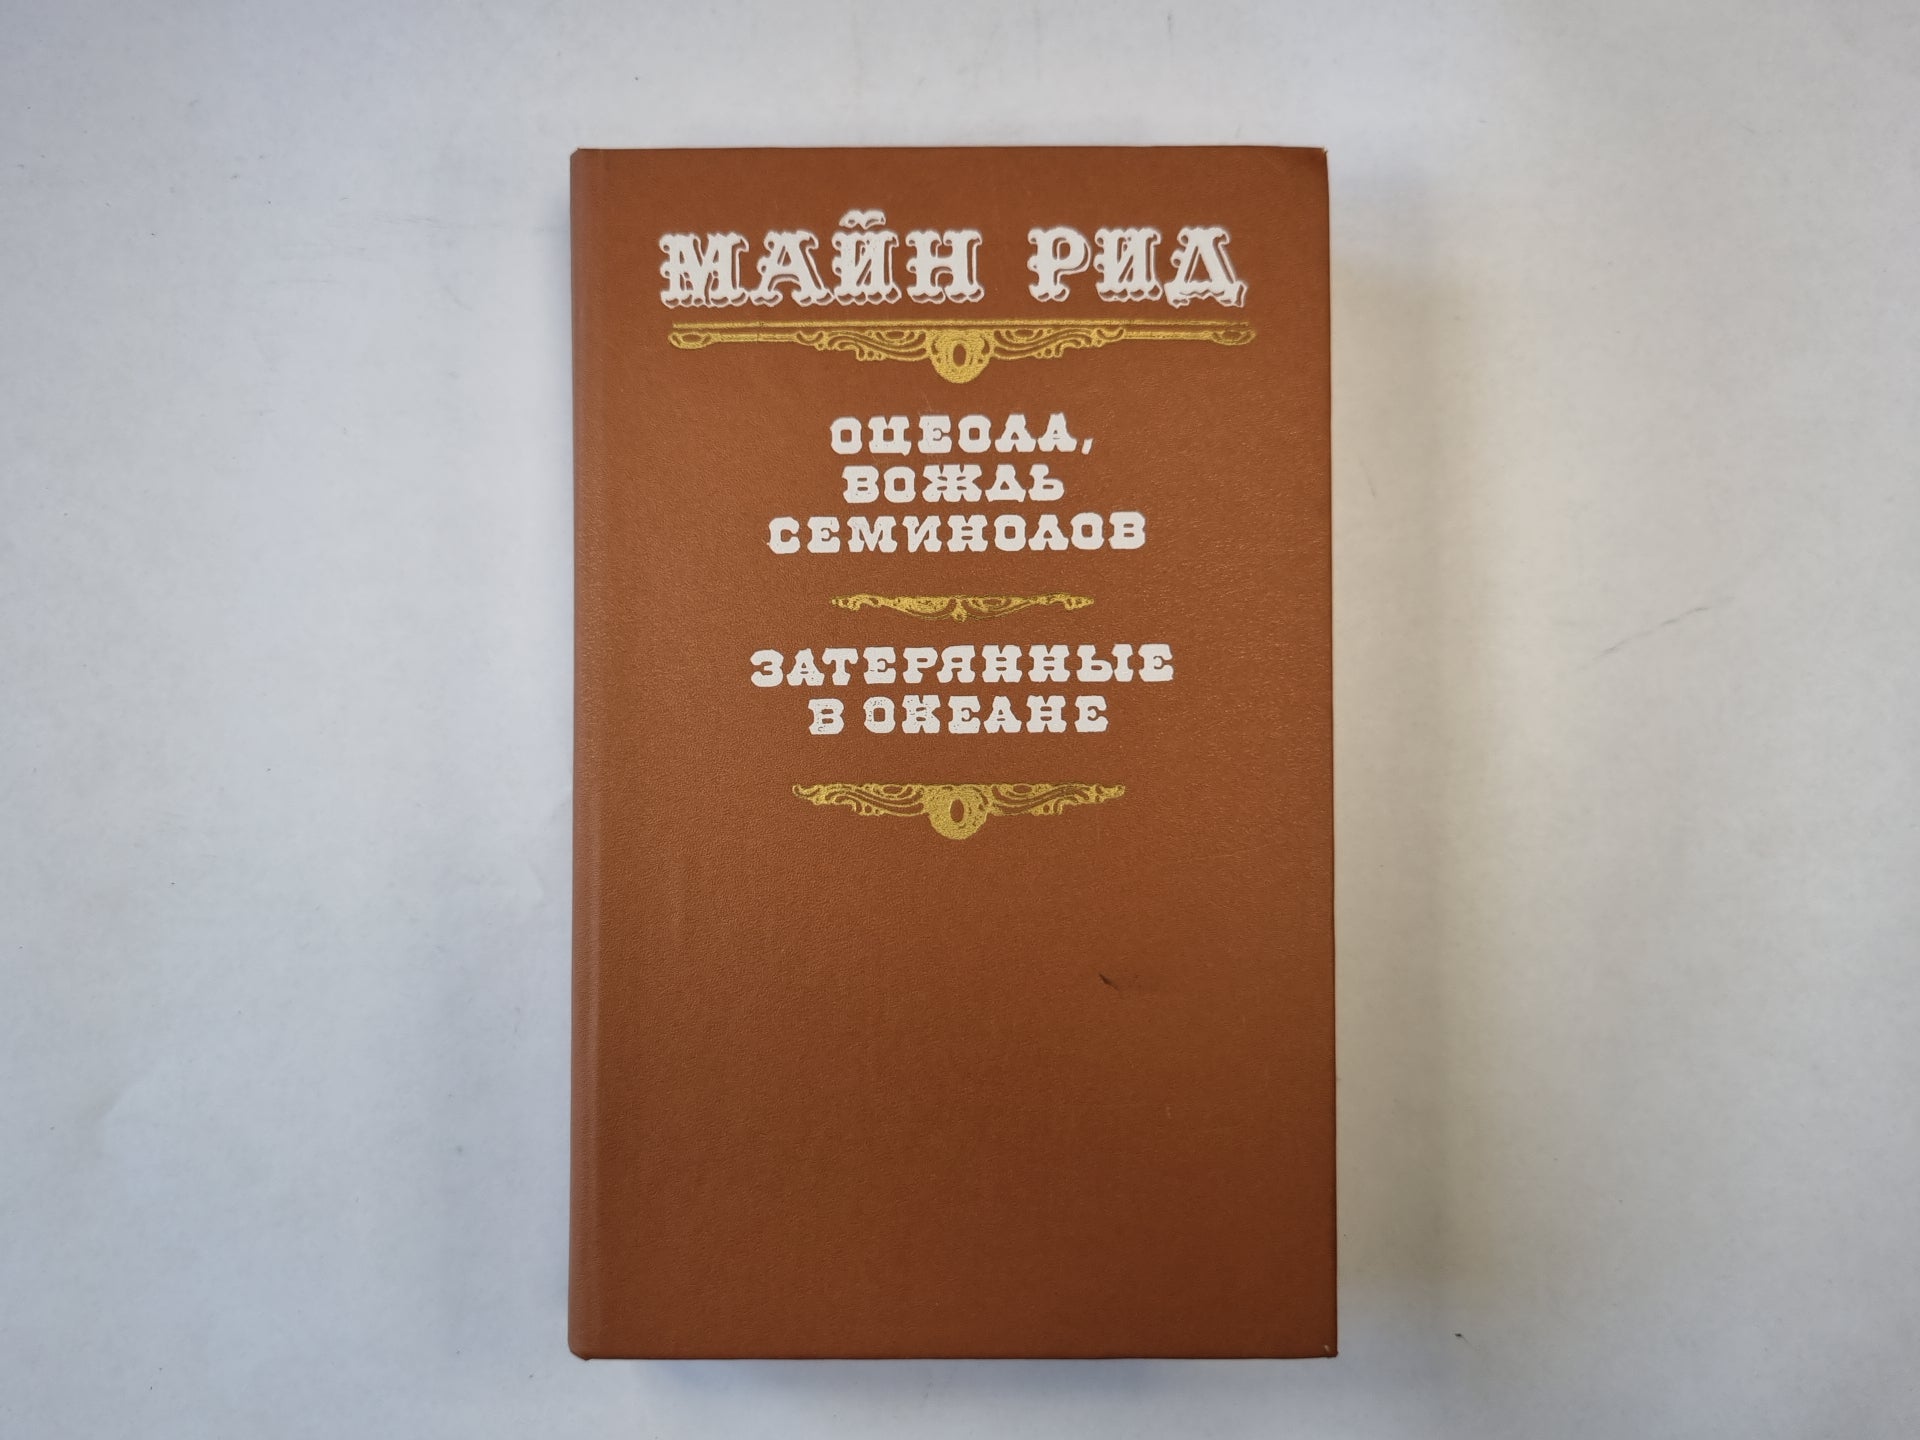 МАЙН РИД
ОЦЕОЛА,
ВОЖДЬ
СЕМИНОЛОВ
ЗАТЕРЯННЫЕ
В ОКЕАНЕ